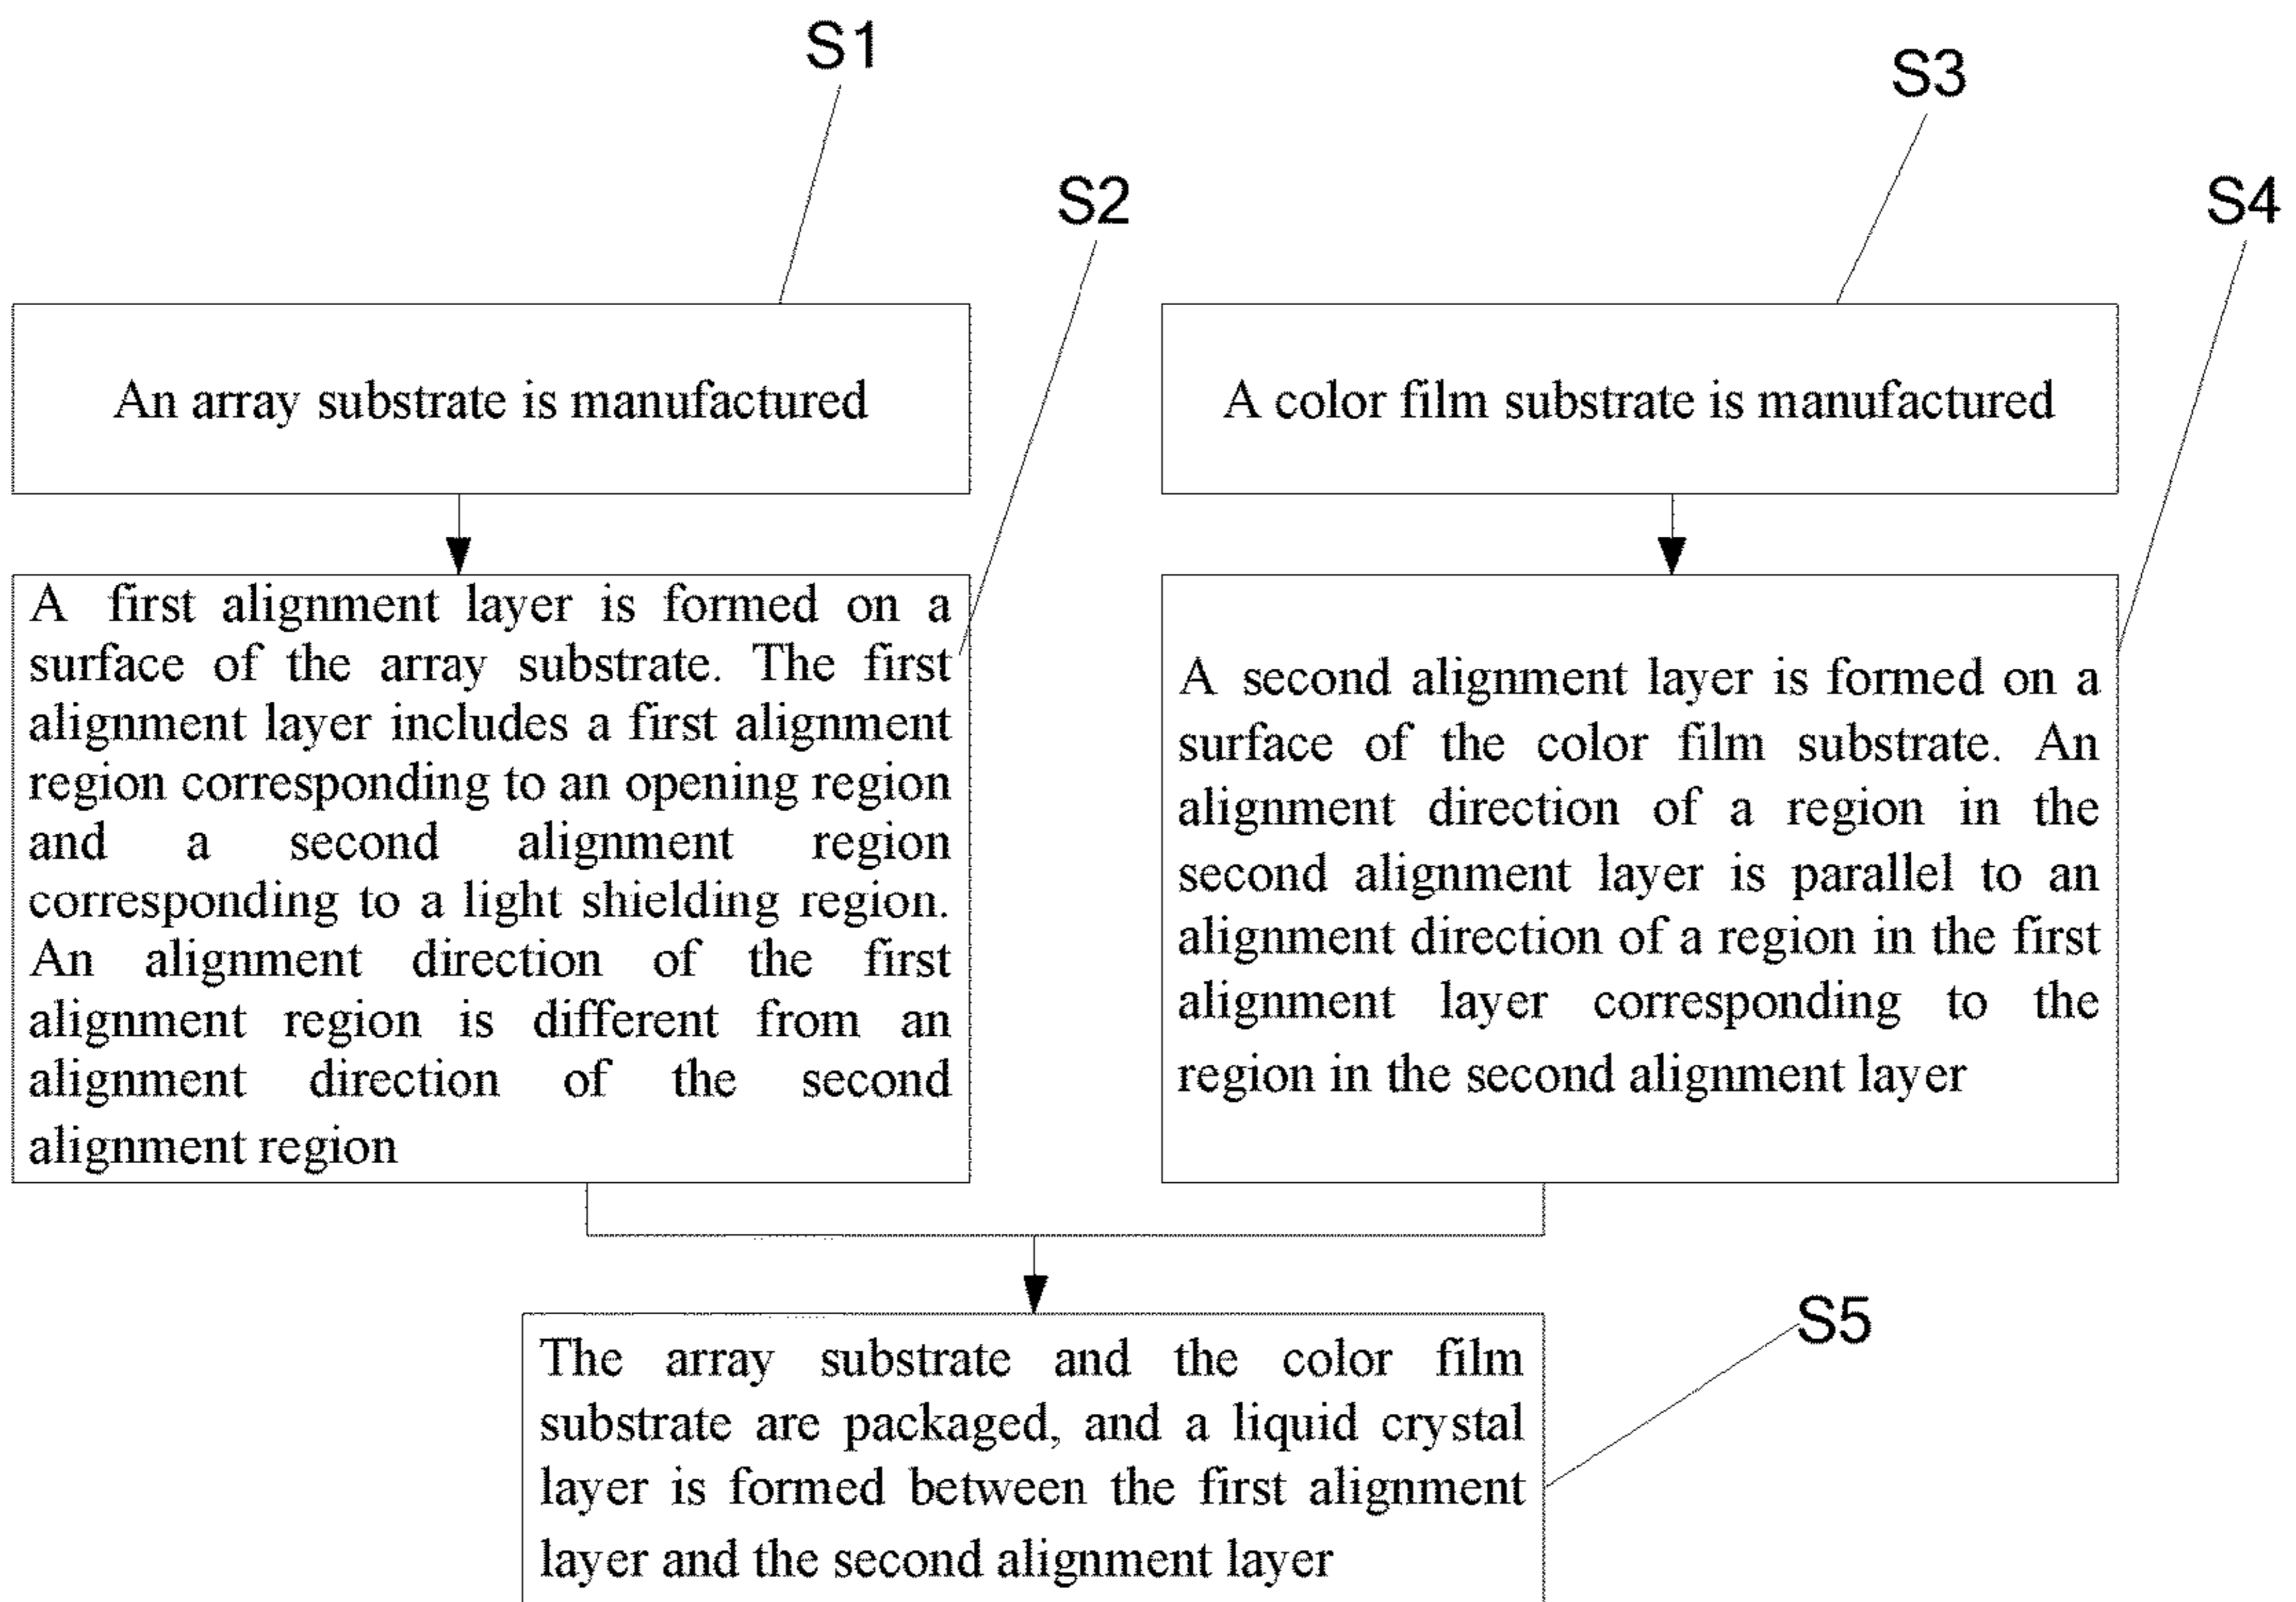 S1
S3
S2
S4
An array substrate is manufactured
A color film substrate is manufactured
A first alignment layer is formed on a
surface of the array substrate. The first
alignment layer includes a first alignment
region corresponding to an opening region
and a second alignment region
corresponding to a light shielding region.
An alignment direction of the first
alignment region is different from an
alignment direction of the second
alignment region
A second alignment layer is formed on a
surface of the color film substrate. An
alignment direction of a region in the
second alignment layer is parallel to an
alignment direction of a region in the first
alignment layer corresponding to the
region in the second alignment layer
S5
The array substrate and the color film
substrate are packaged, and a liquid crystal
layer is formed between the first alignment
layer and the second alignment layer